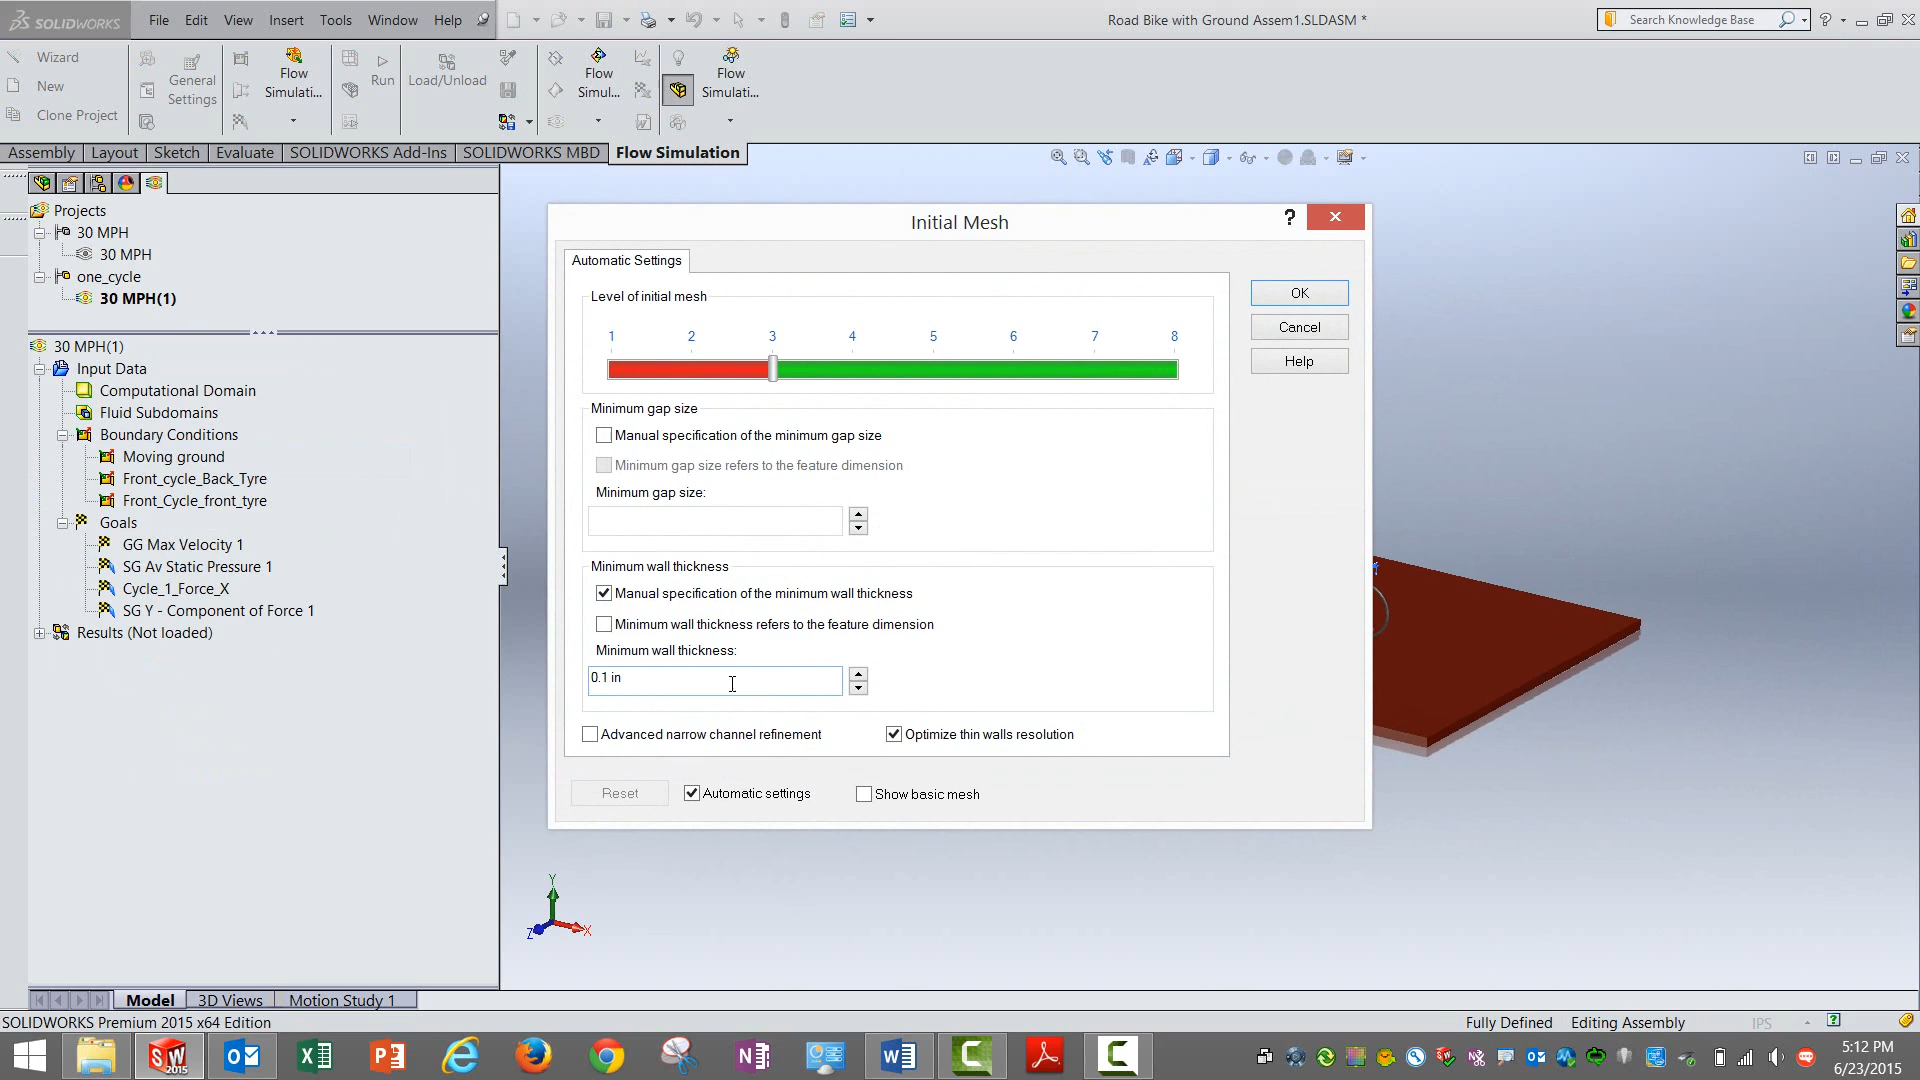 SOLIDWORKS
File Edit View Insert Tools Window Help
Road Bike with Ground Assem1.SLDASM *
Search Knowledge Base
Wizard
New
Clone Project
General Settings
Flow Simulati...
Run
Load/Unload
Flow Simul...
Flow Simulati...
Assembly Layout Sketch Evaluate SOLIDWORKS Add-Ins SOLIDWORKS MBD Flow Simulation
Projects
30 MPH
30 MPH
one_cycle
30 MPH(1)
30 MPH(1)
Input Data
Computational Domain
Fluid Subdomains
Boundary Conditions
Moving ground
Front_cycle_Back_Tyre
Front_Cycle_front_tyre
Goals
GG Max Velocity 1
SG Av Static Pressure 1
Cycle_1_Force_X
SG Y - Component of Force 1
Results (Not loaded)
Initial Mesh
?
Automatic Settings
Level of initial mesh
1 2 3 4 5 6 7 8
OK
Cancel
Help
Minimum gap size
Manual specification of the minimum gap size
Minimum gap size refers to the feature dimension
Minimum gap size:
Minimum wall thickness
Manual specification of the minimum wall thickness
Minimum wall thickness refers to the feature dimension
Minimum wall thickness:
0.1 in
Advanced narrow channel refinement
Optimize thin walls resolution
Reset
Automatic settings
Show basic mesh
Y
Z X
Model 3D Views Motion Study 1
SOLIDWORKS Premium 2015 x64 Edition
Fully Defined Editing Assembly IPS
5:12 PM
6/23/2015